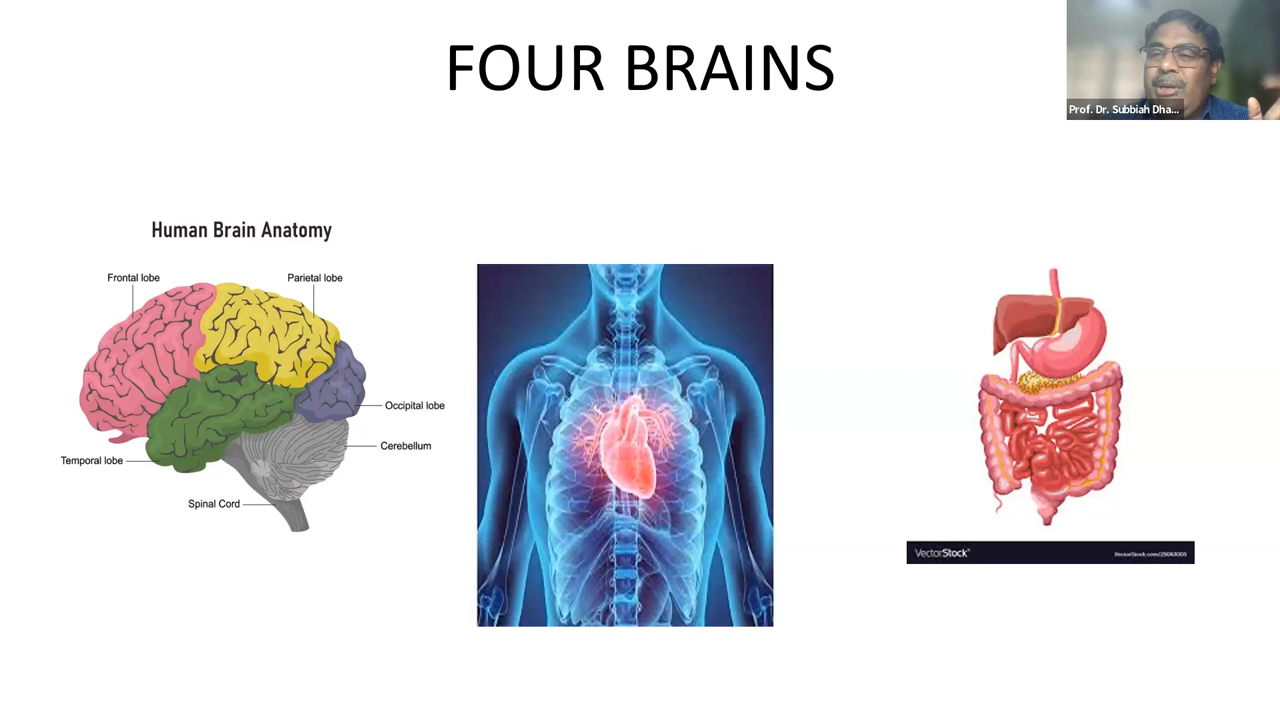 FOUR BRAINS
Prof. Dr. Subbiah Dha...
Human Brain Anatomy
Frontal lobe
Parietal lobe
Occipital lobe
Cerebellum
Temporal lobe
Spinal Cord
VectorStock®